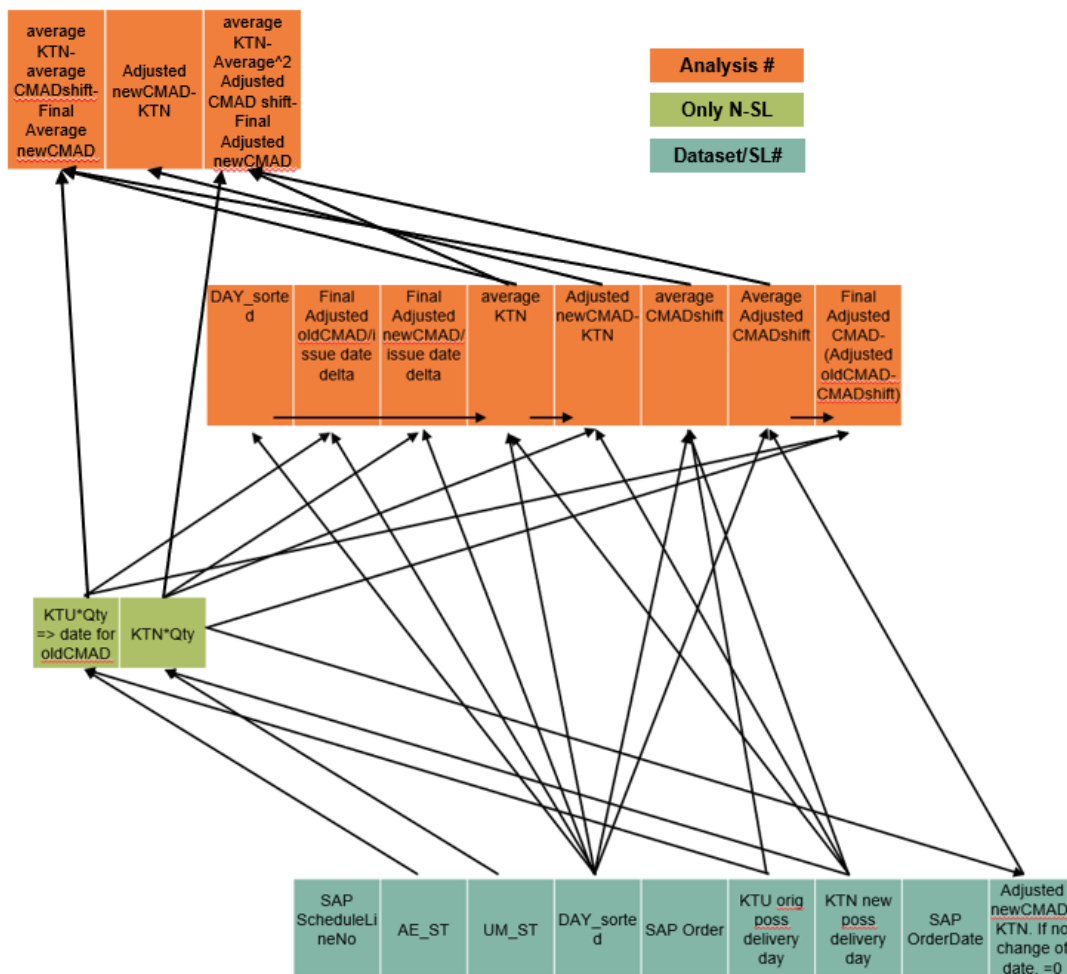 average
KTN-
average
CMADshift-
Final
Average
newCMAD
Adjusted
newCMAD-
KTN
average
KTN-
Average^2
Adjusted
CMAD shift-
Final
Adjusted
newCMAD
Analysis #
Only N-SL
Dataset/SL#
DAY_sorte
d
Final
Adjusted
oldCMAD/i
ssue date
delta
Final
Adjusted
newCMAD/
issue date
delta
average
KTN
Adjusted
newCMAD-
KTN
average
CMADshift
Average
Adjusted
CMADshift
Final
Adjusted
CMAD-
(Adjusted
oldCMAD-
CMADshift)
KTU*Qty
=> date for
oldCMAD
KTN*Qty
SAP
ScheduleLi
neNo
AE_ST
UM_ST
DAY_sorte
d
SAP Order
KTU orig
poss
delivery
day
KTN new
poss
delivery
day
SAP
OrderDate
Adjusted
newCMAD
KTN. If no
change of
date, =0